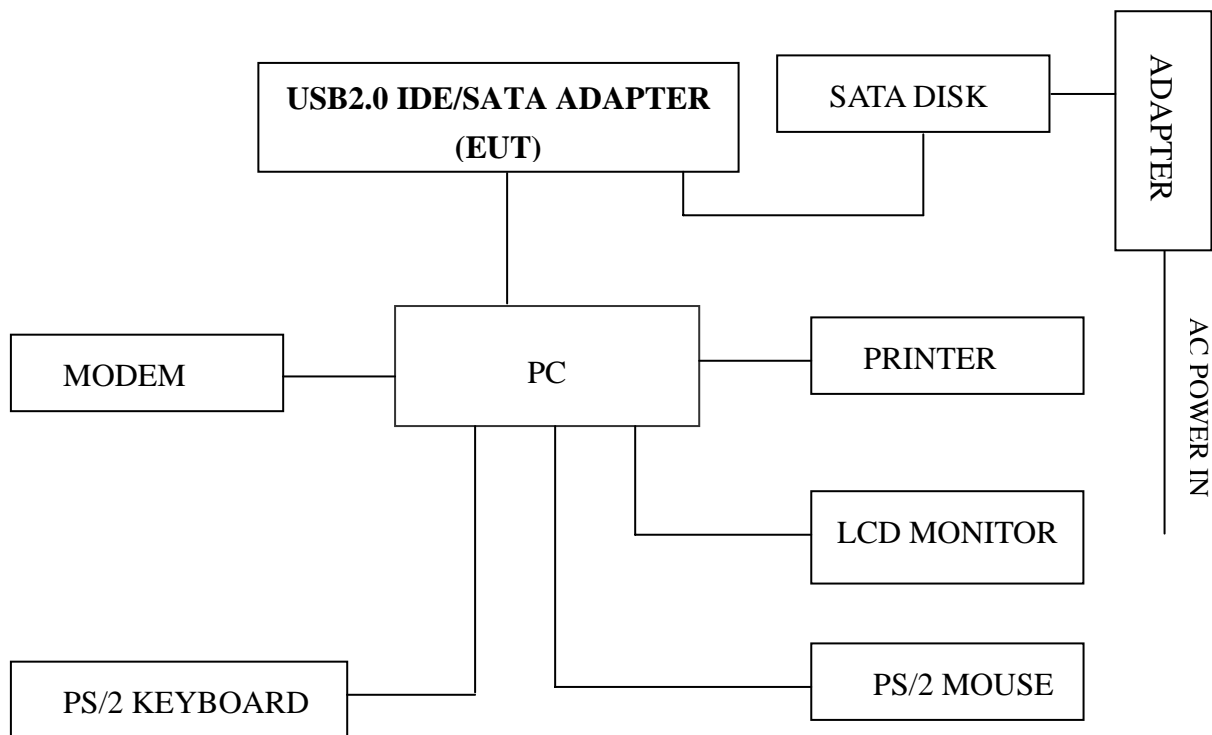 USB2.0 IDE/SATA ADAPTER
(EUT)
SATA DISK
ADAPTER
AC POWER IN
MODEM
PC
PRINTER
LCD MONITOR
PS/2 KEYBOARD
PS/2 MOUSE